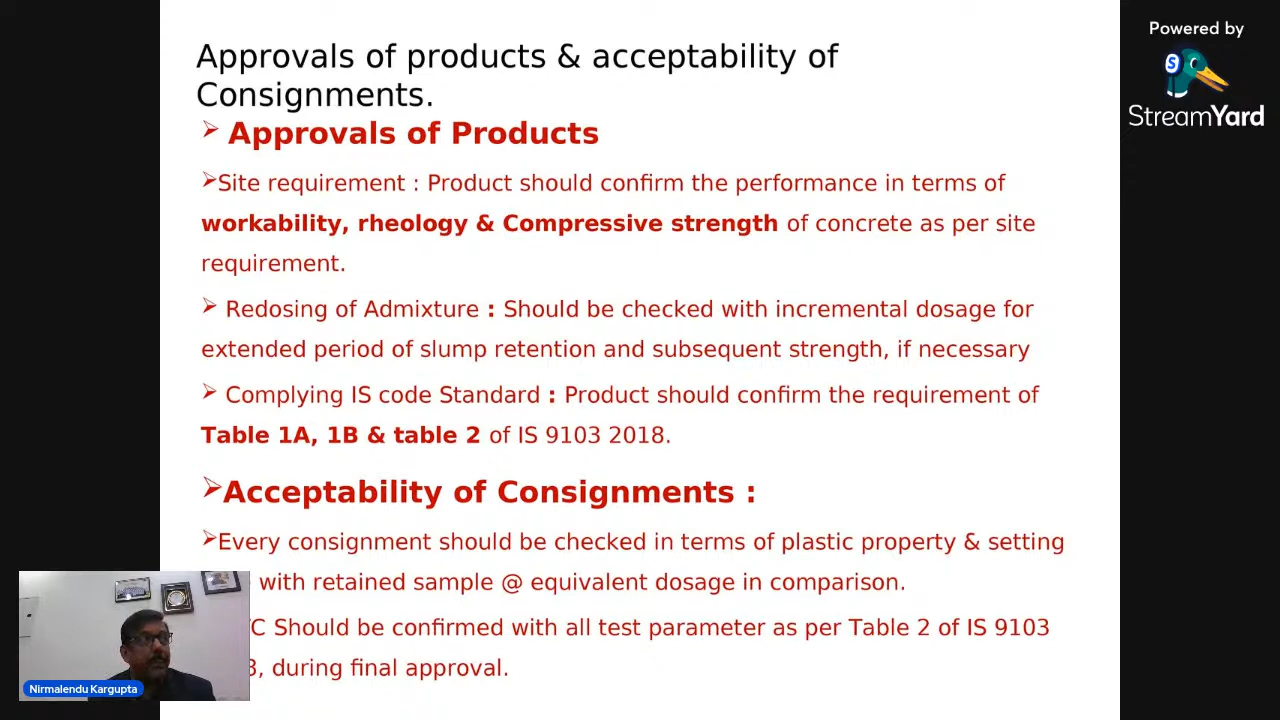 Approvals of products & acceptability of
Consignments.
➢ Approvals of Products
➢Site requirement : Product should confirm the performance in terms of
workability, rheology & Compressive strength of concrete as per site
requirement.
➢ Redosing of Admixture : Should be checked with incremental dosage for
extended period of slump retention and subsequent strength, if necessary
➢ Complying IS code Standard : Product should confirm the requirement of
Table 1A, 1B & table 2 of IS 9103 2018.
➢Acceptability of Consignments :
➢Every consignment should be checked in terms of plastic property & setting
with retained sample @ equivalent dosage in comparison.
Should be confirmed with all test parameter as per Table 2 of IS 9103
, during final approval.
Nirmalendu Kargupta
Powered by
StreamYard